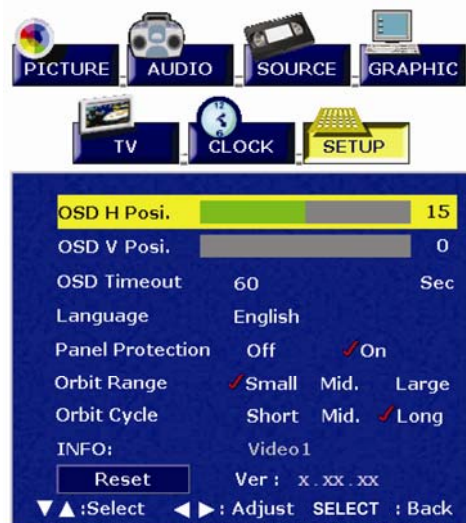 PICTURE AUDIO SOURCE GRAPHIC
TV CLOCK SETUP
OSD H Posi. 15
OSD V Posi. 0
OSD Timeout 60 Sec
Language English
Panel Protection Off ✓On
Orbit Range ✓Small Mid. Large
Orbit Cycle Short Mid. ✓Long
INFO: Video1
Reset Ver : x.xx.xx
▼▲:Select ◀▶: Adjust SELECT : Back